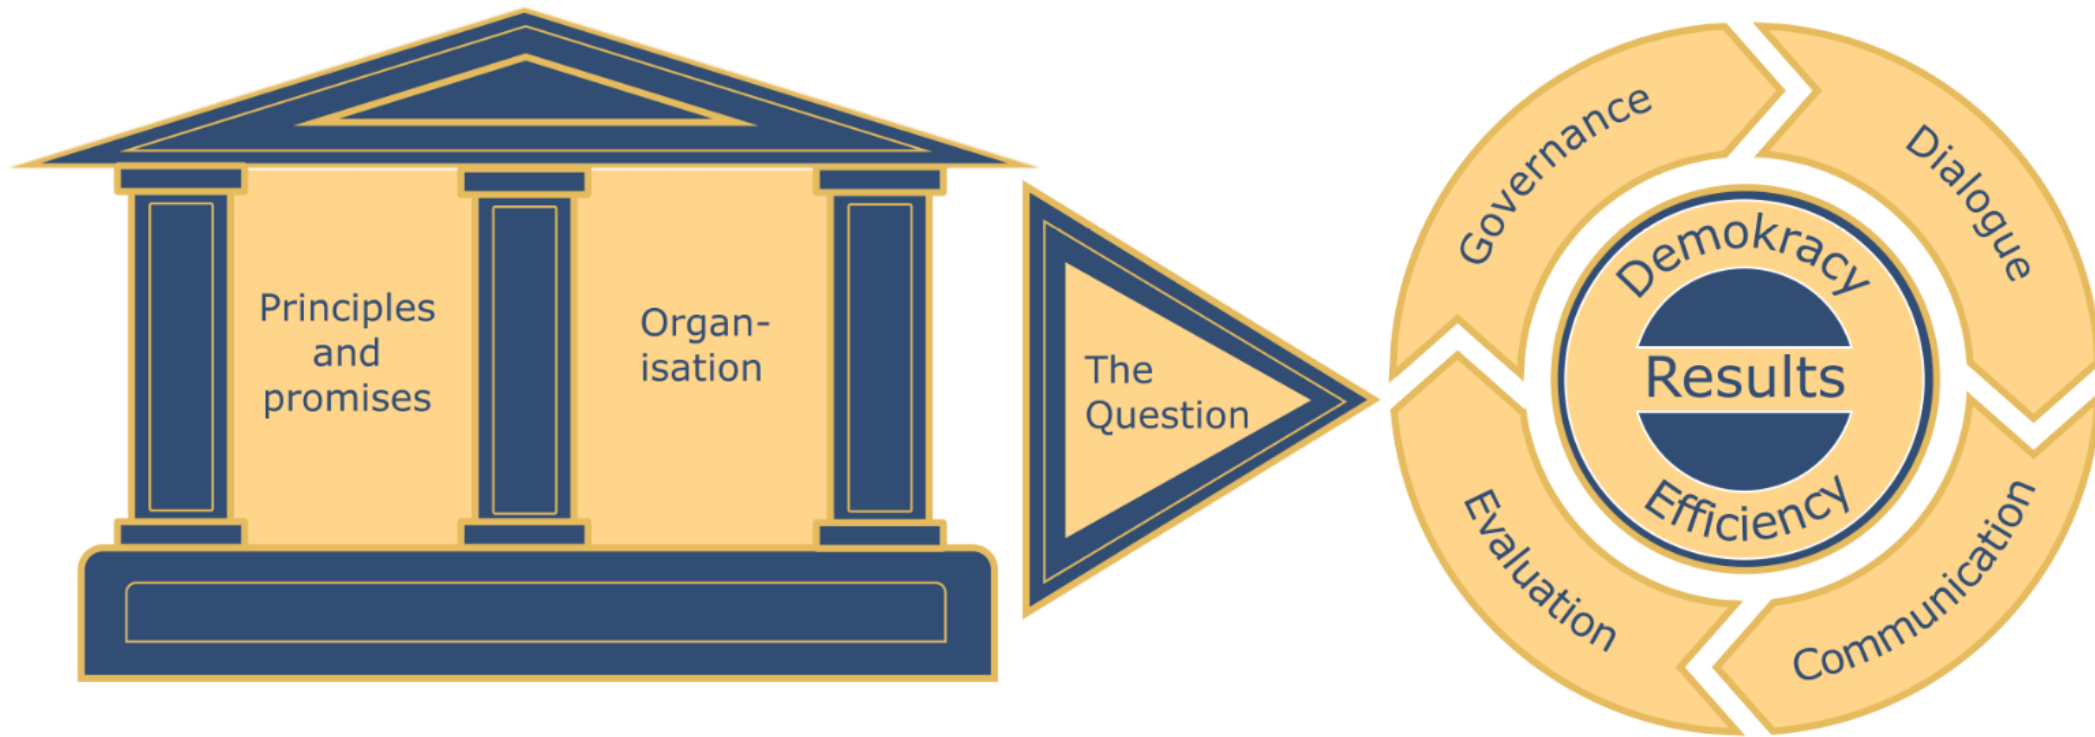 Principles
and
promises
Organ-
isation
The
Question
Governance
Dialogue
Communication
Evaluation
Demokracy
Results
Efficiency